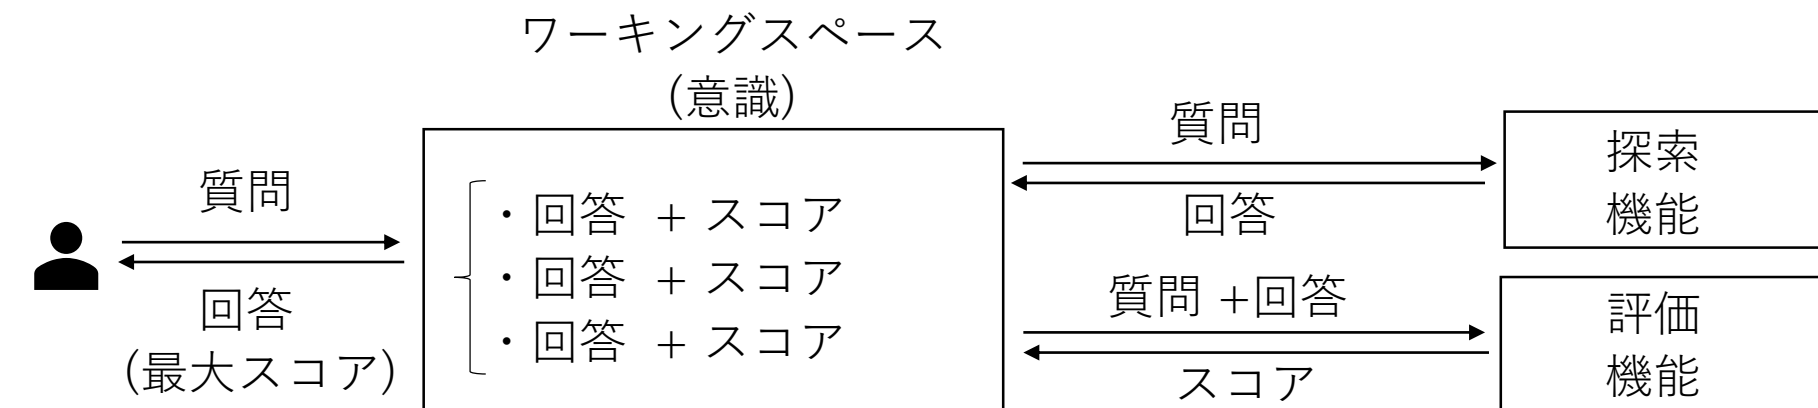 ワーキングスペース
(意識)
質問
回答
(最大スコア)
・回答 + スコア
・回答 + スコア
・回答 + スコア
質問
回答
質問 +回答
スコア
探索
機能
評価
機能